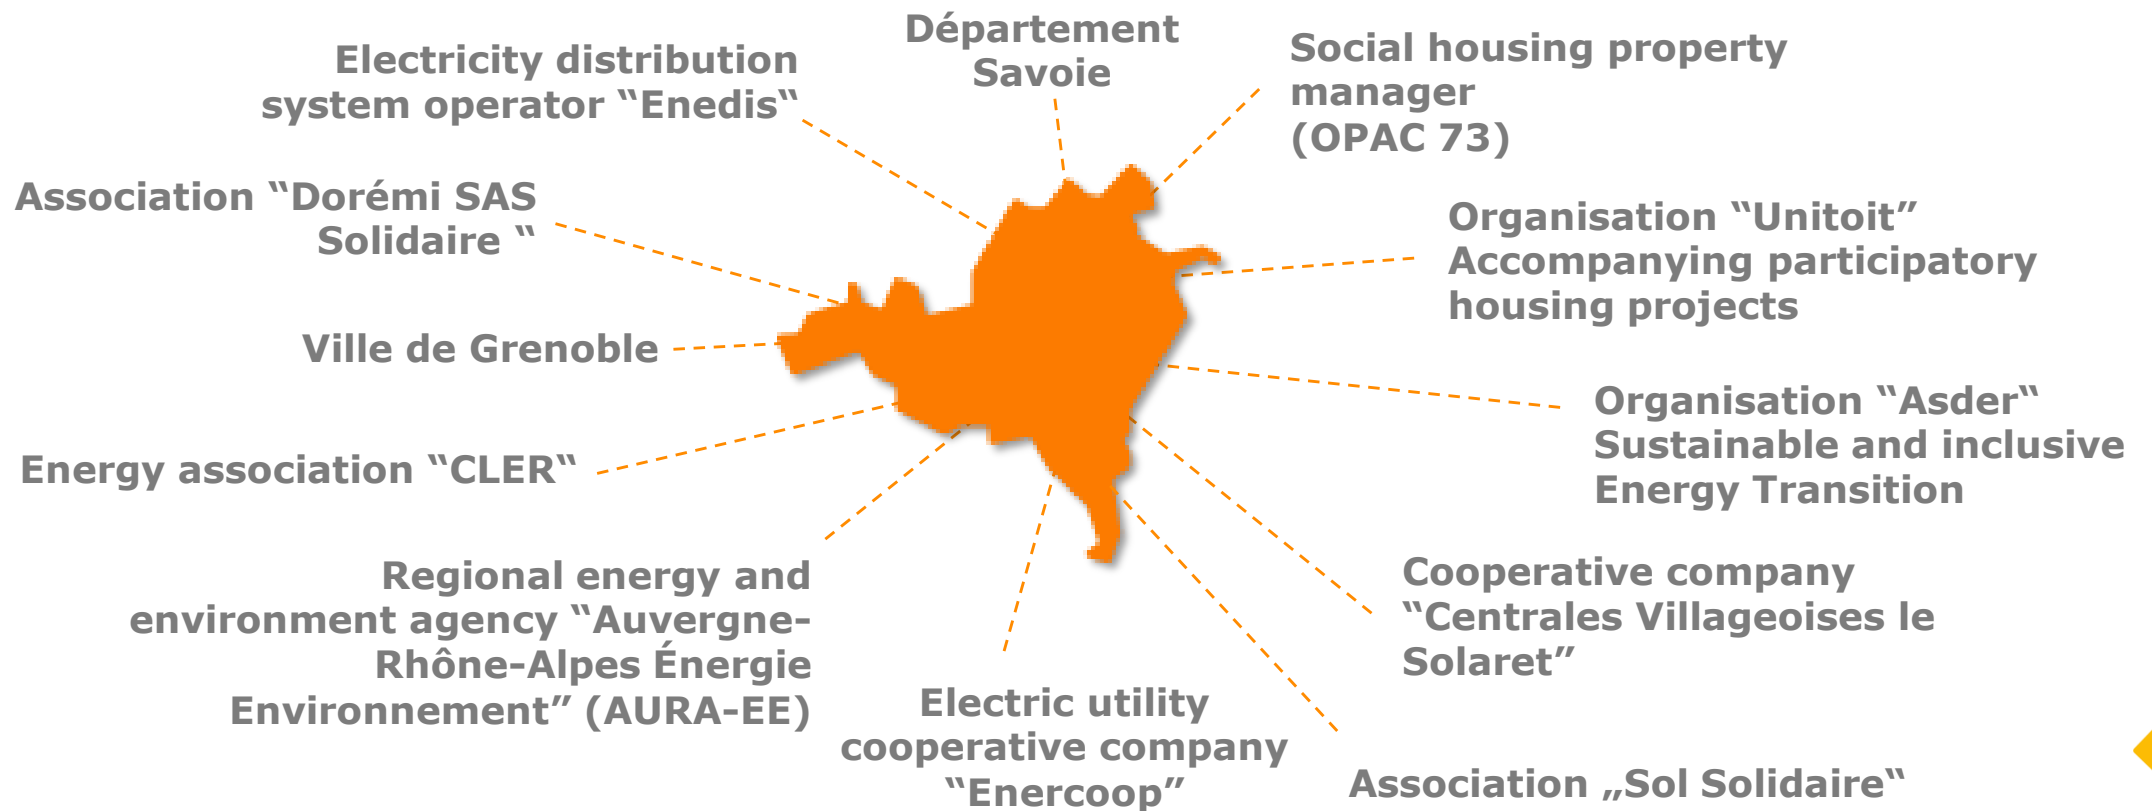 Département
Savoie
Electricity distribution
system operator “Enedis“
Social housing property
manager
(OPAC 73)
Association “Dorémi SAS
Solidaire “
Organisation “Unitoit”
Accompanying participatory
housing projects
Ville de Grenoble
Organisation “Asder“
Sustainable and inclusive
Energy Transition
Energy association “CLER“
Regional energy and
environment agency “Auvergne-
Rhône-Alpes Énergie
Environnement” (AURA-EE)
Cooperative company
“Centrales Villageoises le
Solaret”
Electric utility
cooperative company
“Enercoop”
Association „Sol Solidaire“